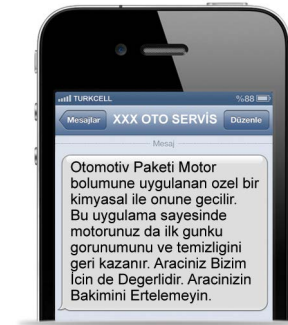 TURKCELL %88
Mesajlar XXX OTO SERVİS Düzenle
Mesaj
Otomotiv Paketi Motor
bolumune uygulanan ozel bir
kimyasal ile onune gecilir.
Bu uygulama sayesinde
motorunuz da ilk gunku
gorunumunu ve temizligini
geri kazanır. Araciniz Bizim
İcin de Degerlidir. Aracinizin
Bakimini Ertelemeyin.